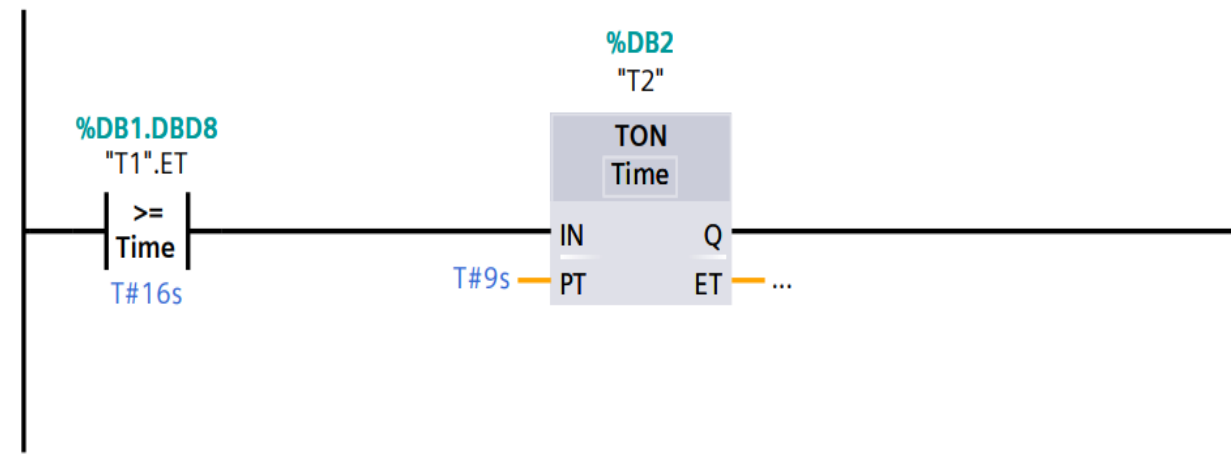 %DB2
"T2"
%DB1.DBD8
"T1".ET
TON
Time
>=
Time
IN
Q
T#9s
PT
ET
...
T#16s